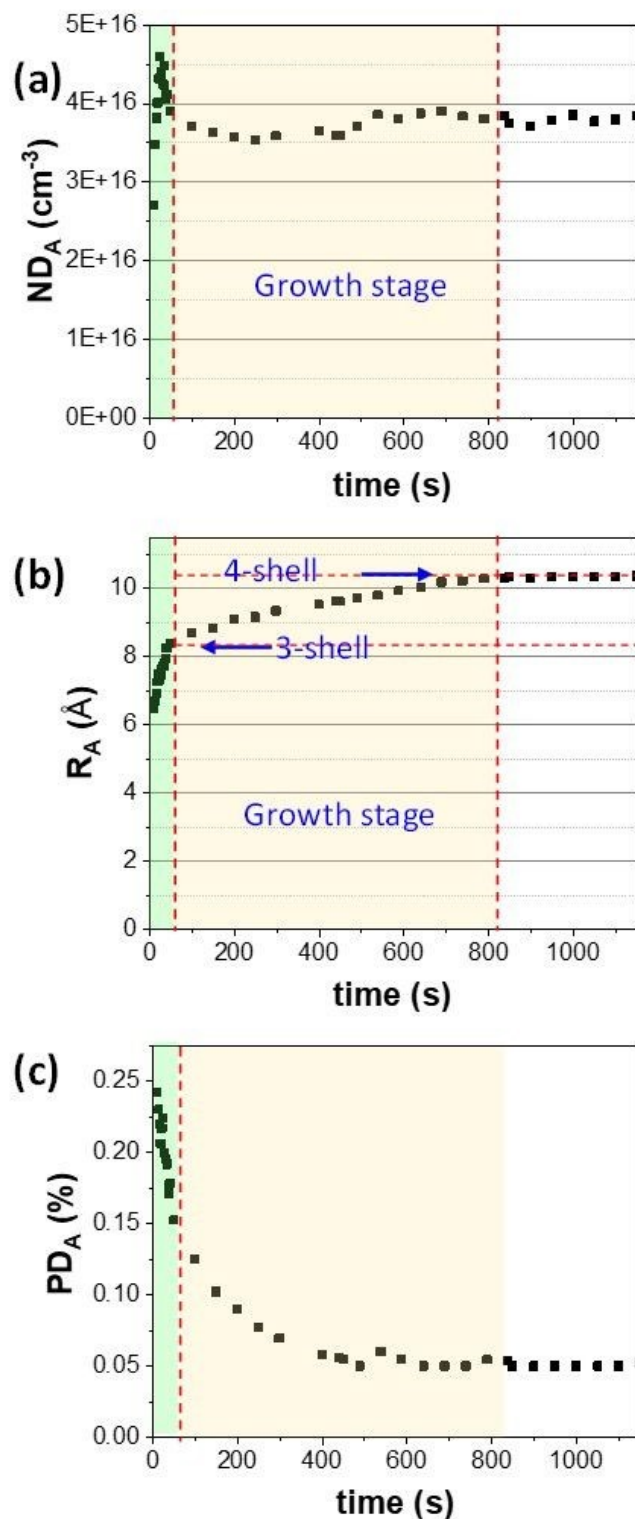 (a)
ND_A (cm⁻³)
5E+16
4E+16
3E+16
2E+16
1E+16
0E+00
Growth stage
0 200 400 600 800 1000
time (s)
(b)
R_A (Å)
10
8
6
4
2
0
4-shell
3-shell
Growth stage
0 200 400 600 800 1000
time (s)
(c)
PD_A (%)
0.25
0.20
0.15
0.10
0.05
0.00
0 200 400 600 800 1000
time (s)